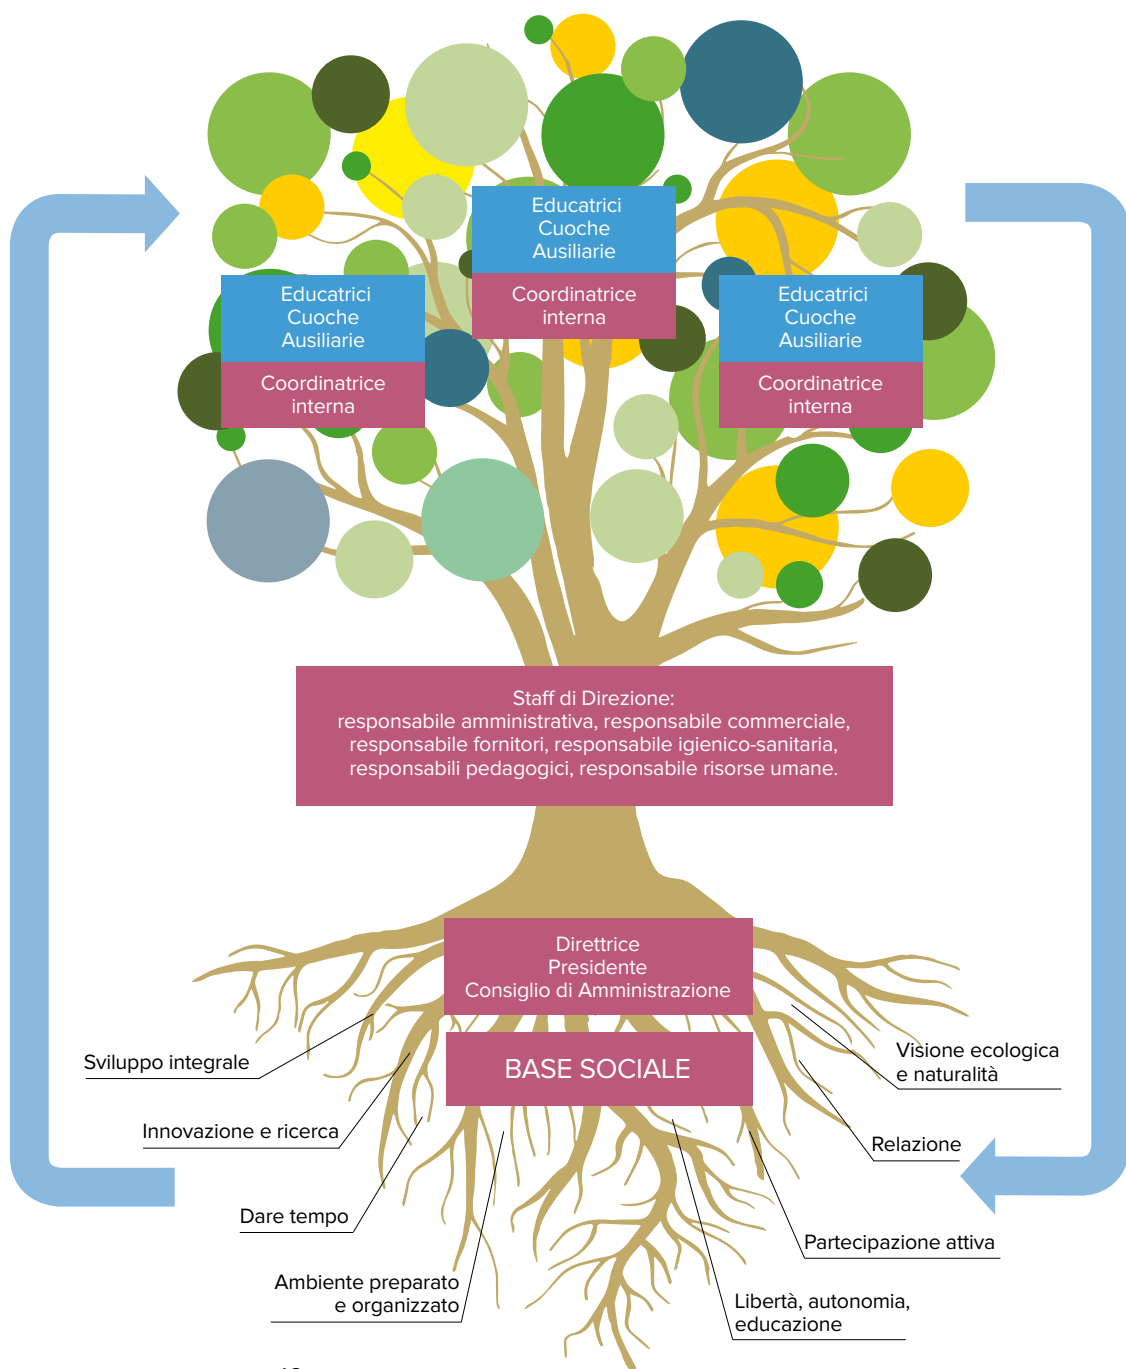 Educatrici
Cuoche
Ausiliarie
Coordinatrice
interna
Educatrici
Cuoche
Ausiliarie
Coordinatrice
interna
Educatrici
Cuoche
Ausiliarie
Coordinatrice
interna
Staff di Direzione:
responsabile amministrativa, responsabile commerciale,
responsabile fornitori, responsabile igienico-sanitaria,
responsabili pedagogici, responsabile risorse umane.
Direttrice
Presidente
Consiglio di Amministrazione
BASE SOCIALE
Sviluppo integrale
Innovazione e ricerca
Dare tempo
Ambiente preparato
e organizzato
Visione ecologica
e naturalità
Relazione
Partecipazione attiva
Libertà, autonomia,
educazione